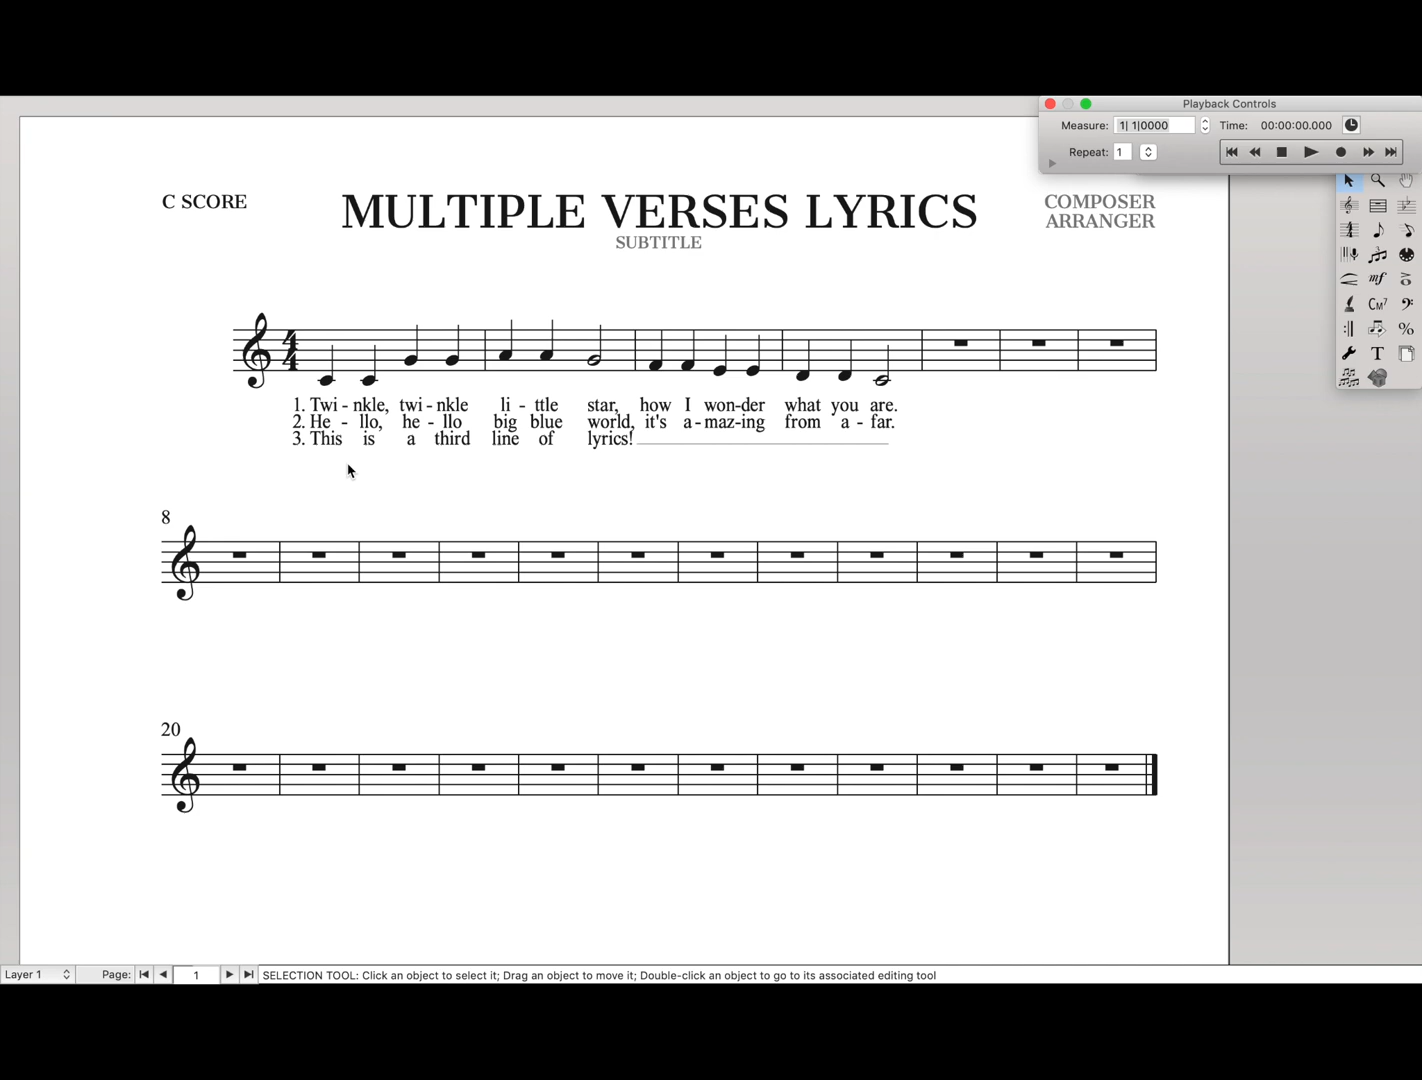 Playback Controls
Measure: 1| 1|0000 Time: 00:00:00.000
Repeat: 1
C SCORE
MULTIPLE VERSES LYRICS
SUBTITLE
COMPOSER
ARRANGER
1. Twi - nkle, twi - nkle li - ttle star, how I won-der what you are.
2. He - llo, he - llo big blue world, it's a - maz-ing from a - far.
3. This is a third line of lyrics!
8
20
mf
CM7
%
T
Layer 1 Page: 1 SELECTION TOOL: Click an object to select it; Drag an object to move it; Double-click an object to go to its associated editing tool